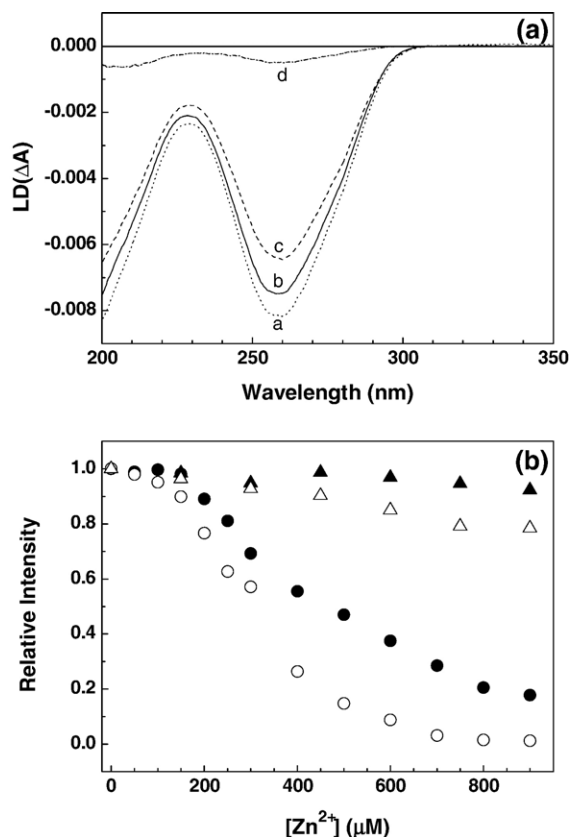 (a)
0.000
-0.002
-0.004
-0.006
-0.008
LD(ΔA)
d
c
b
a
200
250
300
350
Wavelength (nm)
(b)
1.0
0.8
0.6
0.4
0.2
0.0
Relative Intensity
0
200
400
600
800
[Zn²⁺] (μM)